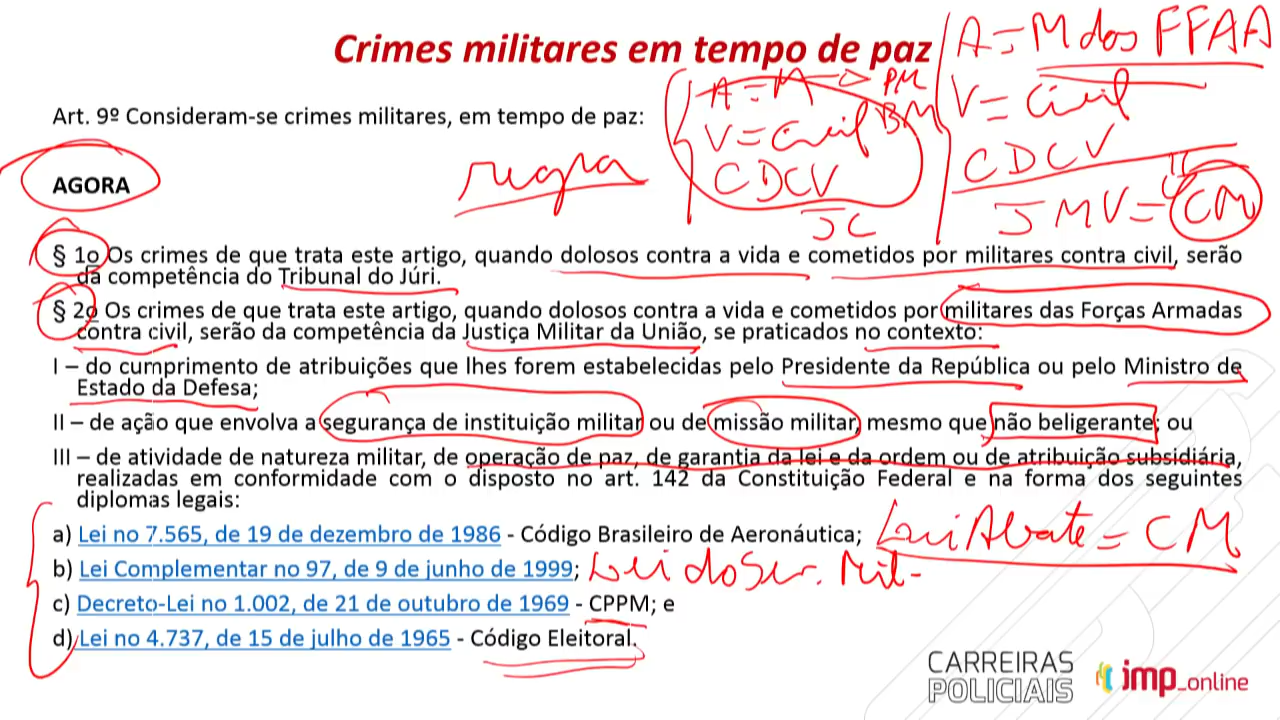 Crimes militares em tempo de paz
A = M dos FFAA
V = Civil
CDCV
JMV = CM
A = M → PM
BM
V = Civil
CDCV
JC
Art. 9º Consideram-se crimes militares, em tempo de paz:
regra
AGORA
§ 1o Os crimes de que trata este artigo, quando dolosos contra a vida e cometidos por militares contra civil, serão
da competência do Tribunal do Júri.
§ 2o Os crimes de que trata este artigo, quando dolosos contra a vida e cometidos por militares das Forças Armadas
contra civil, serão da competência da Justiça Militar da União, se praticados no contexto:
I – do cumprimento de atribuições que lhes forem estabelecidas pelo Presidente da República ou pelo Ministro de
Estado da Defesa;
II – de ação que envolva a segurança de instituição militar ou de missão militar, mesmo que não beligerante; ou
III – de atividade de natureza militar, de operação de paz, de garantia da lei e da ordem ou de atribuição subsidiária,
realizadas em conformidade com o disposto no art. 142 da Constituição Federal e na forma dos seguintes
diplomas legais:
a) Lei no 7.565, de 19 de dezembro de 1986 - Código Brasileiro de Aeronáutica; Lei Abate = CM
b) Lei Complementar no 97, de 9 de junho de 1999; Lei do Ser. Mil-
c) Decreto-Lei no 1.002, de 21 de outubro de 1969 - CPPM; e
d) Lei no 4.737, de 15 de julho de 1965 - Código Eleitoral.
CARREIRAS
POLICIAIS
imp_online